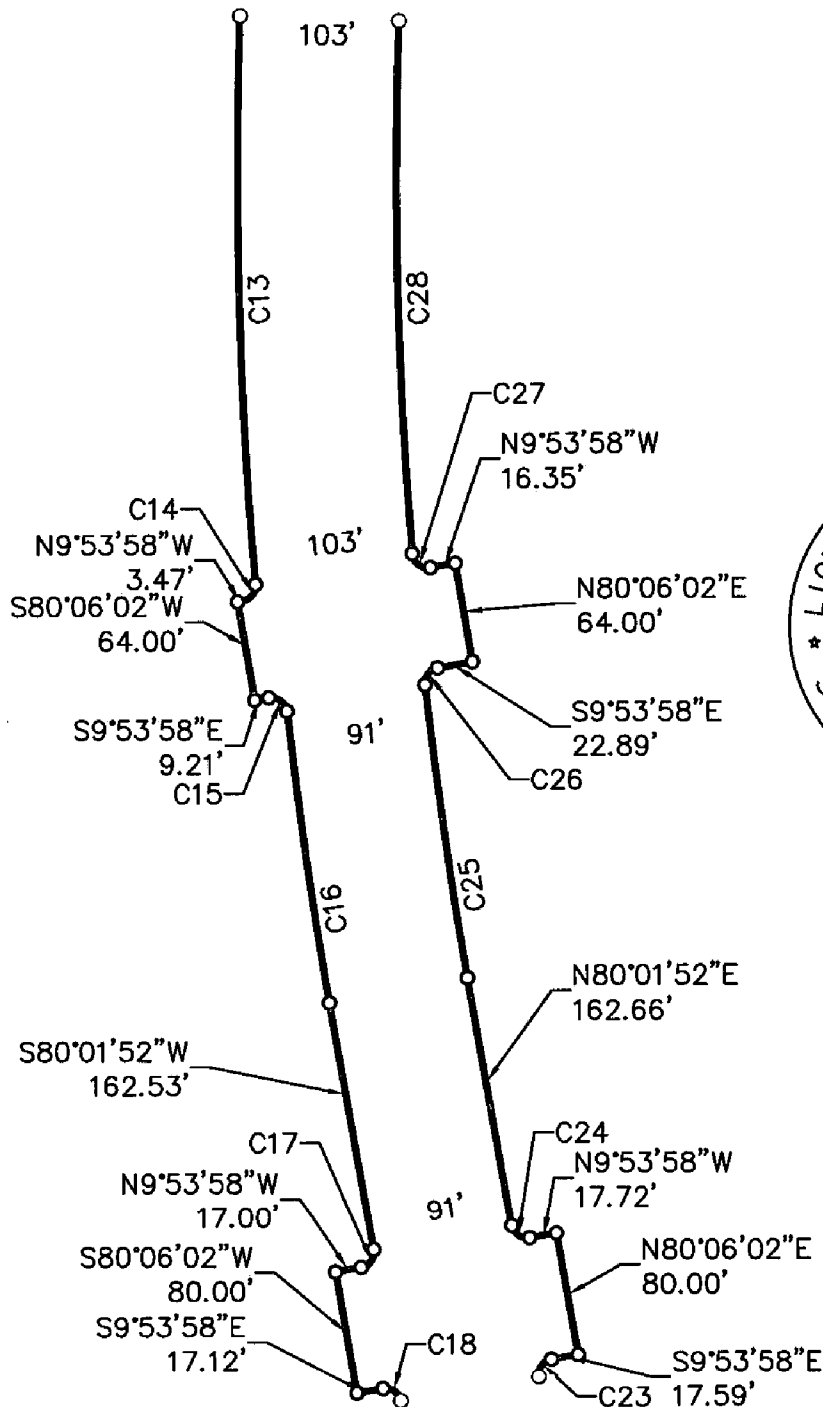 103'
C13
C28
C27
N9°53'58"W
16.35'
C14
103'
N9°53'58"W
3.47'
S80°06'02"W
64.00'
N80°06'02"E
64.00'
S9°53'58"E
22.89'
S9°53'58"E
9.21'
91'
C15
C26
C16
C25
N80°01'52"E
162.66'
S80°01'52"W
162.53'
C17
C24
N9°53'58"W
17.72'
N9°53'58"W
17.00'
91'
S80°06'02"W
80.00'
N80°06'02"E
80.00'
S9°53'58"E
17.12'
C18
S9°53'58"E
17.59'
C23